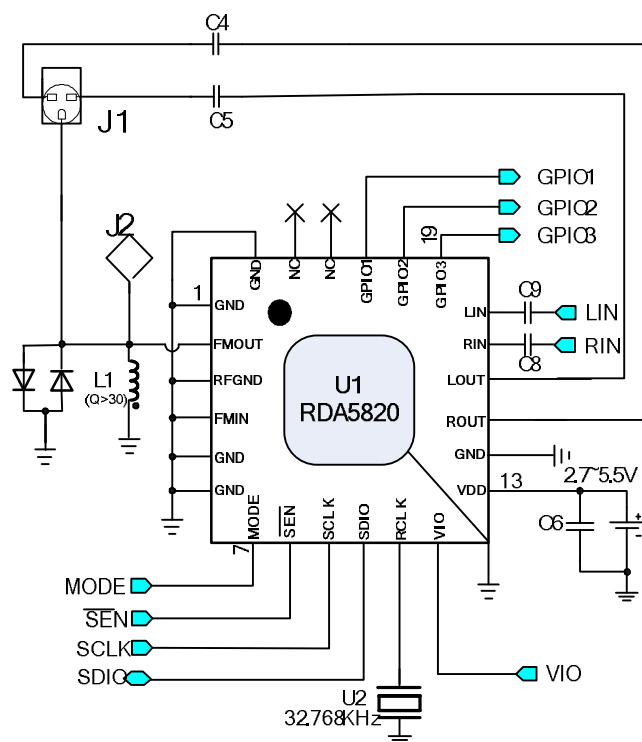 C4
C5
J1
J2
GPIO1
GPIO2
GPIO3
19
GND
NC
NC
GPIO1
GPIO2
GPIO3
1
GND
FMOUT
RFGND
FMIN
GND
GND
L1
(Q>30)
U1
RDA5820
LIN
RIN
LOUT
ROUT
GND
VDD
C9
LIN
C8
RIN
13
2.7~5.5V
C6
+
-
7
MODE
SEN
SCLK
SDIO
RCLK
VIO
MODE
SEN
SCLK
SDIO
VIO
U2
32.768KHz